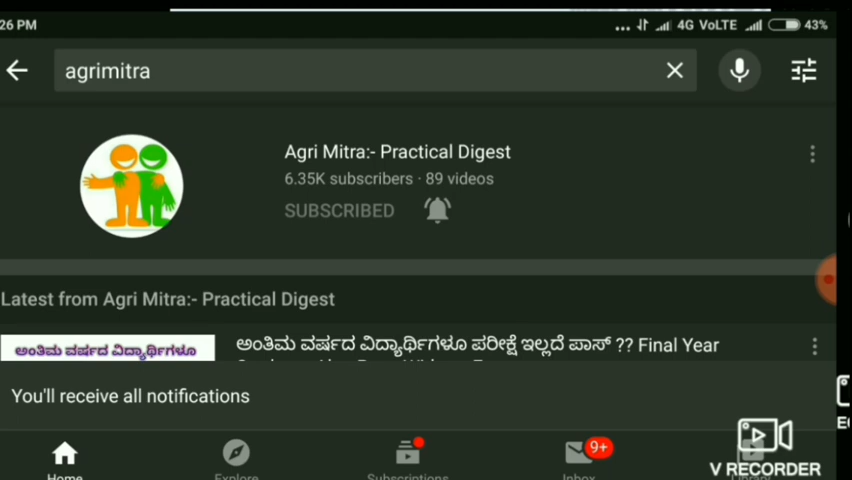 26 PM
4G VoLTE 43%
agrimitra
Agri Mitra:- Practical Digest
6.35K subscribers · 89 videos
SUBSCRIBED
Latest from Agri Mitra:- Practical Digest
ಅಂತಿಮ ವರ್ಷದ ವಿದ್ಯಾರ್ಥಿಗಳೂ
ಅಂತಿಮ ವರ್ಷದ ವಿದ್ಯಾರ್ಥಿಗಳೂ ಪರೀಕ್ಷೆ ಇಲ್ಲದೆ ಪಾಸ್ ?? Final Year
You'll receive all notifications
9+
Home Explore Subscriptions Inbox
V RECORDER